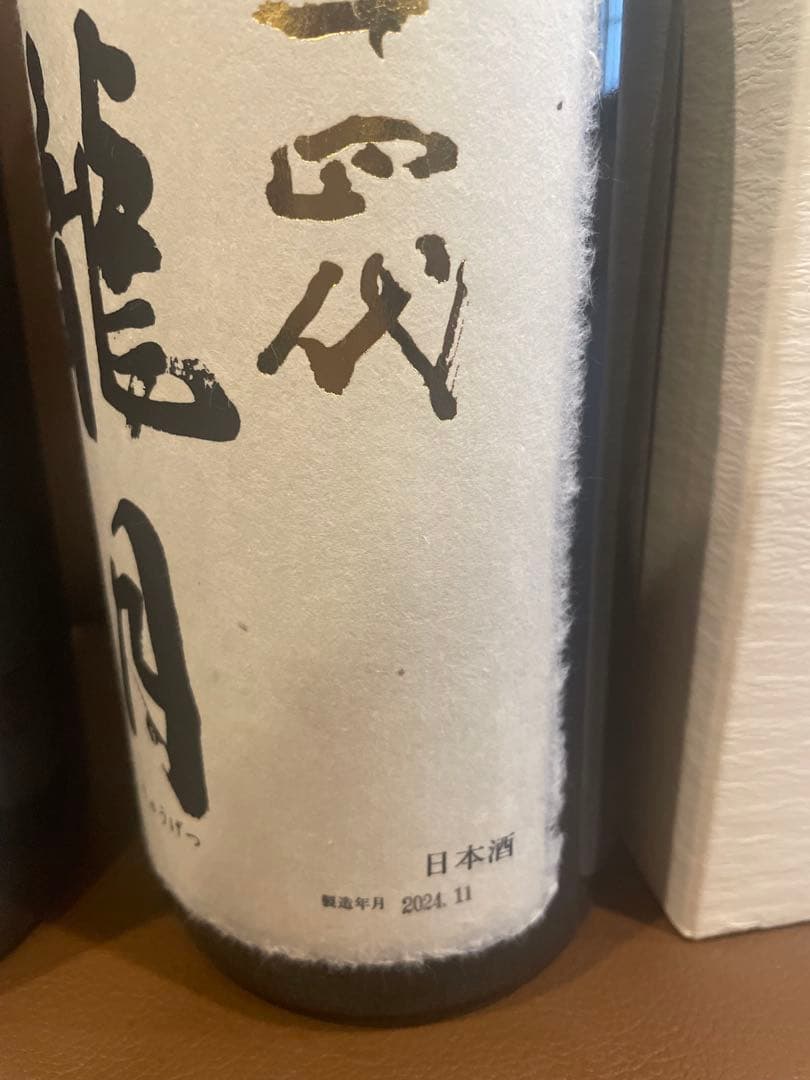 十四代
龍月
りゅうげつ
日本酒
製造年月 2024.11